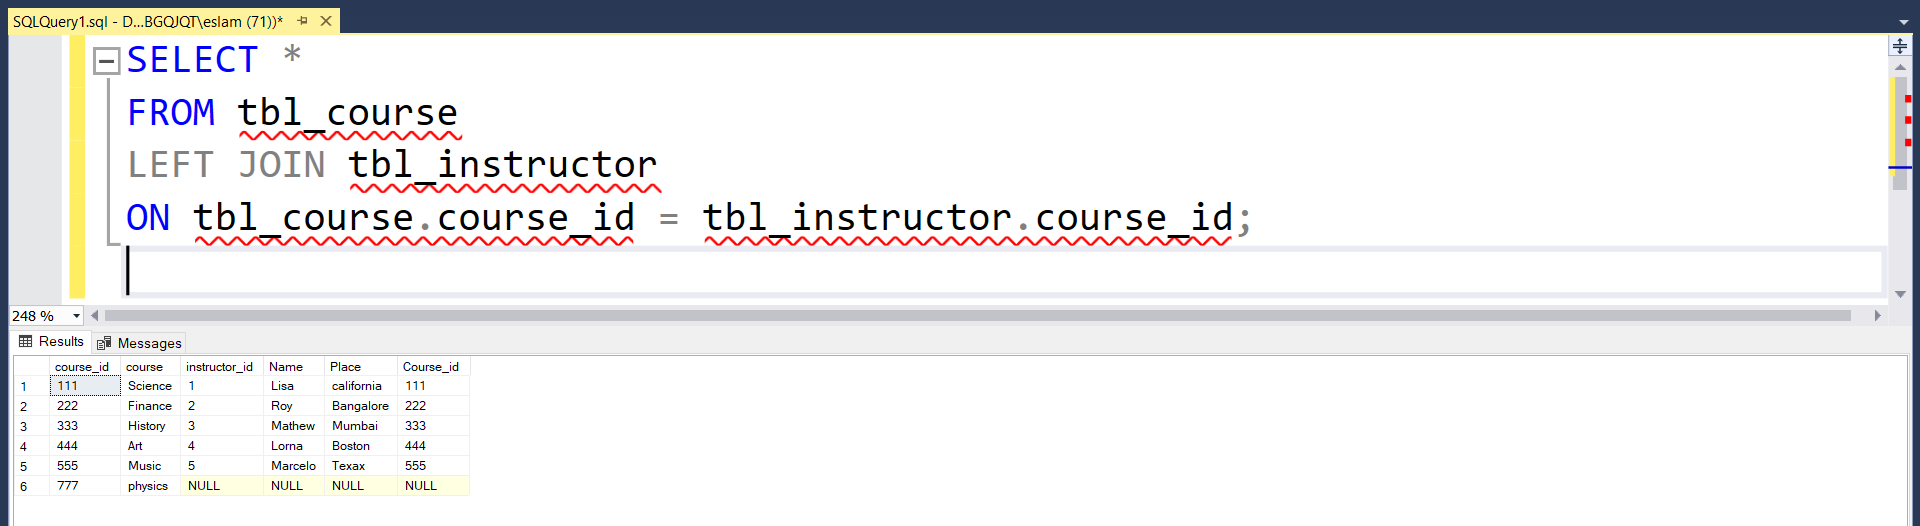 SQLQuery1.sql - D...BGQJQT\eslam (71))*
SELECT *
FROM tbl_course
LEFT JOIN tbl_instructor
ON tbl_course.course_id = tbl_instructor.course_id;
248 %
Results Messages
course_id course instructor_id Name Place Course_id
1 111 Science 1 Lisa california 111
2 222 Finance 2 Roy Bangalore 222
3 333 History 3 Mathew Mumbai 333
4 444 Art 4 Lorna Boston 444
5 555 Music 5 Marcelo Texax 555
6 777 physics NULL NULL NULL NULL